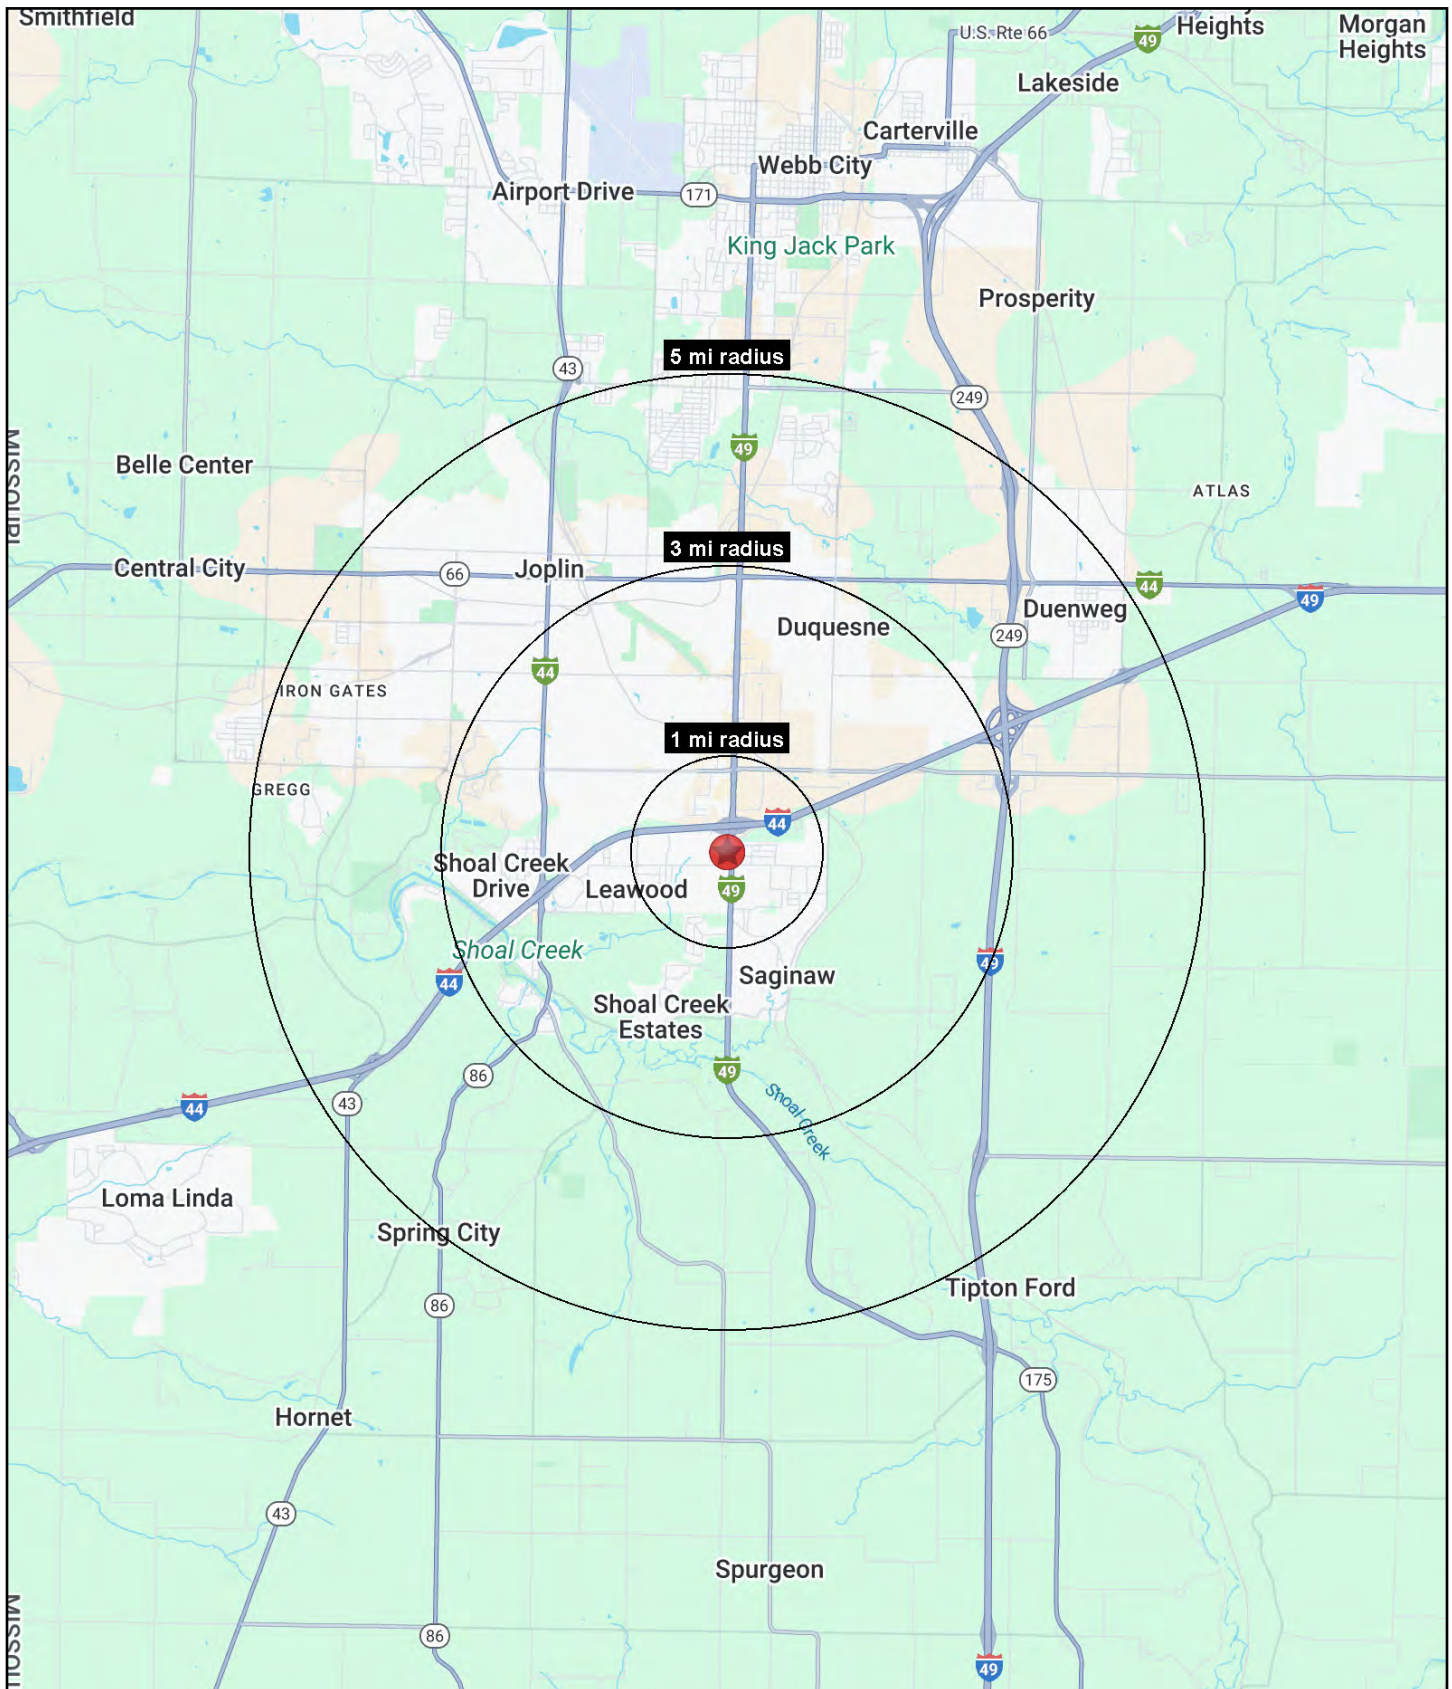 Smithfield
U.S. Rte 66
49
Heights
Morgan
Heights
Lakeside
Carterville
Webb City
Airport Drive
171
King Jack Park
Prosperity
5 mi radius
43
249
Belle Center
49
ATLAS
3 mi radius
Central City
66
Joplin
44
49
Duenweg
Duquesne
249
44
IRON GATES
1 mi radius
GREGG
44
Shoal Creek
Drive
Leawood
49
Shoal Creek
44
49
Saginaw
Shoal Creek
Estates
49
86
Shoal Creek
43
44
Loma Linda
Spring City
Tipton Ford
86
175
Hornet
43
Spurgeon
86
49